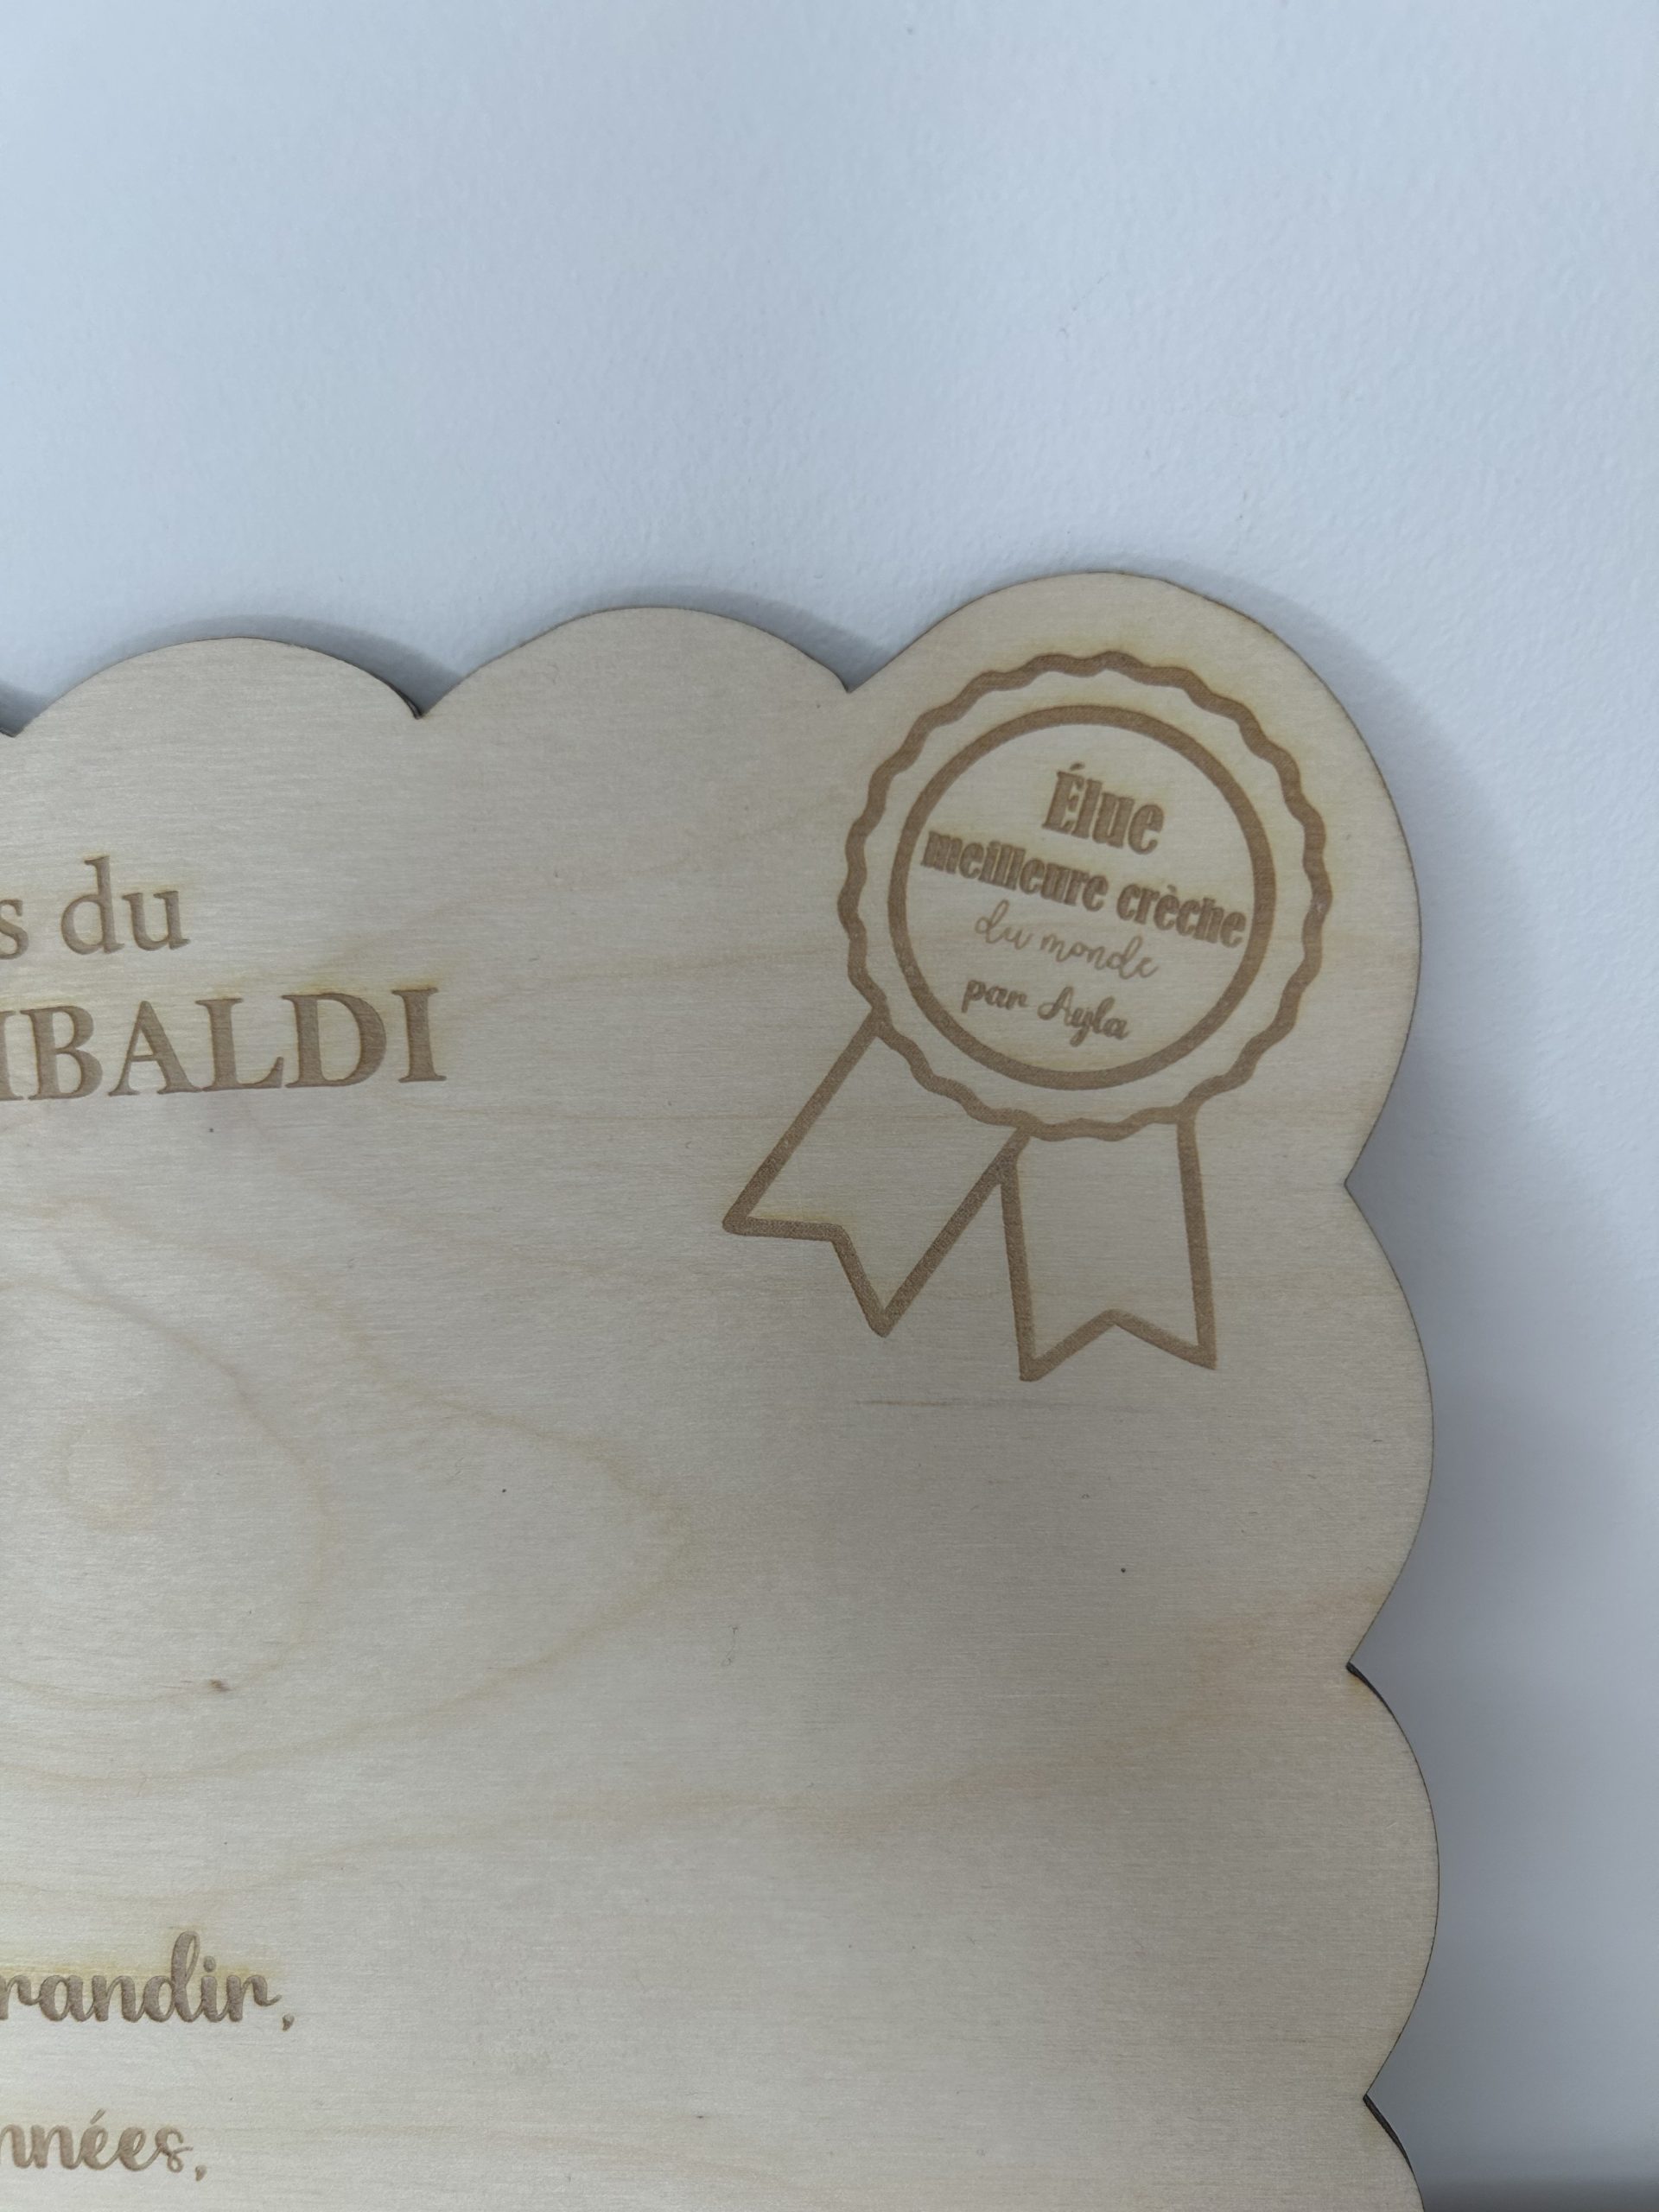 s du
IBALDI
Élue
meilleure crèche
du monde
par Ayla
randir,
nnées,